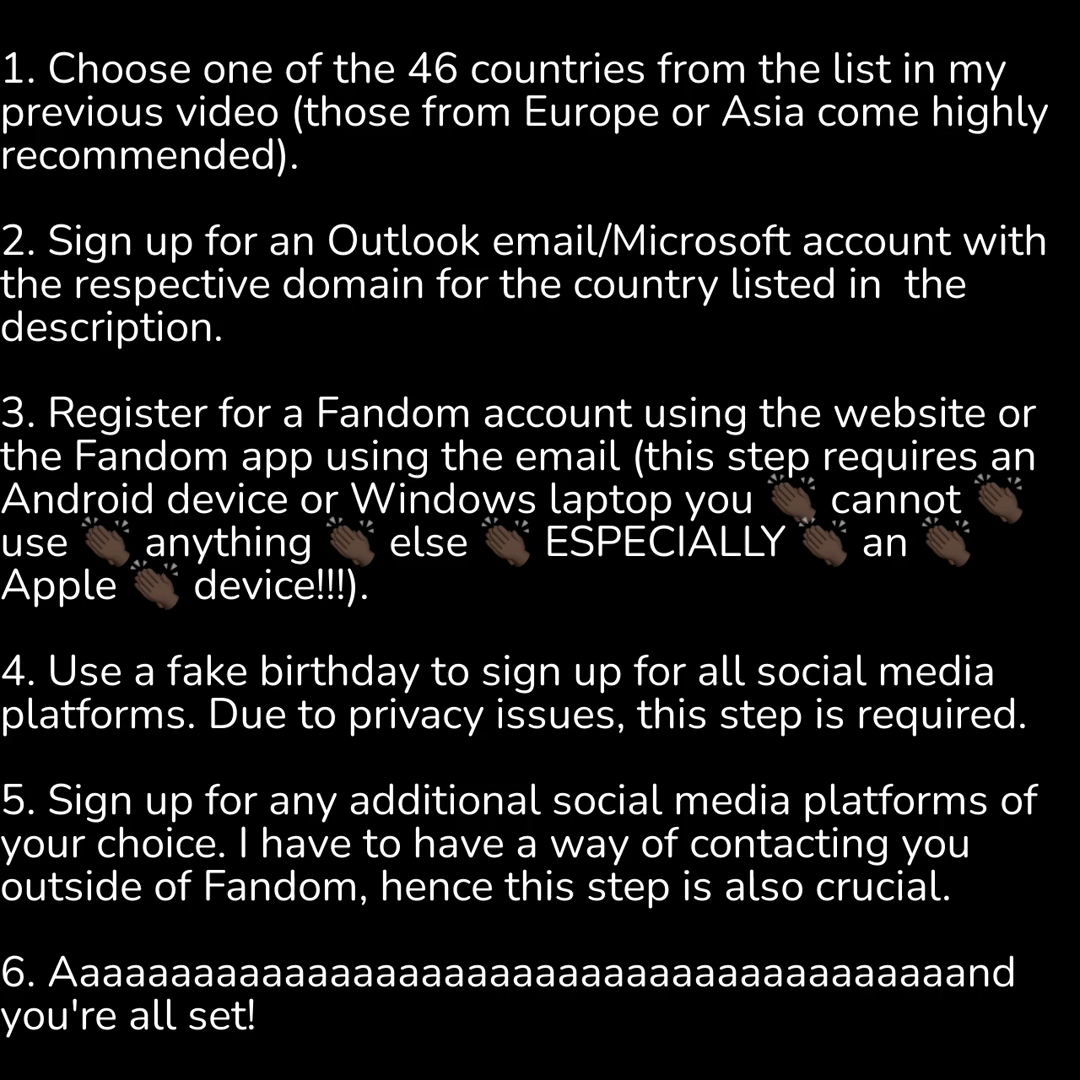 1. Choose one of the 46 countries from the list in my
previous video (those from Europe or Asia come highly
recommended).
2. Sign up for an Outlook email/Microsoft account with
the respective domain for the country listed in  the
description.
3. Register for a Fandom account using the website or
the Fandom app using the email (this step requires an
Android device or Windows laptop you 👏🏿 cannot 👏🏿
use 👏🏿 anything 👏🏿 else 👏🏿 ESPECIALLY 👏🏿 an 👏🏿
Apple 👏🏿 device!!!).
4. Use a fake birthday to sign up for all social media
platforms. Due to privacy issues, this step is required.
5. Sign up for any additional social media platforms of
your choice. I have to have a way of contacting you
outside of Fandom, hence this step is also crucial.
6. Aaaaaaaaaaaaaaaaaaaaaaaaaaaaaaaaaaaaaaaand
you're all set!